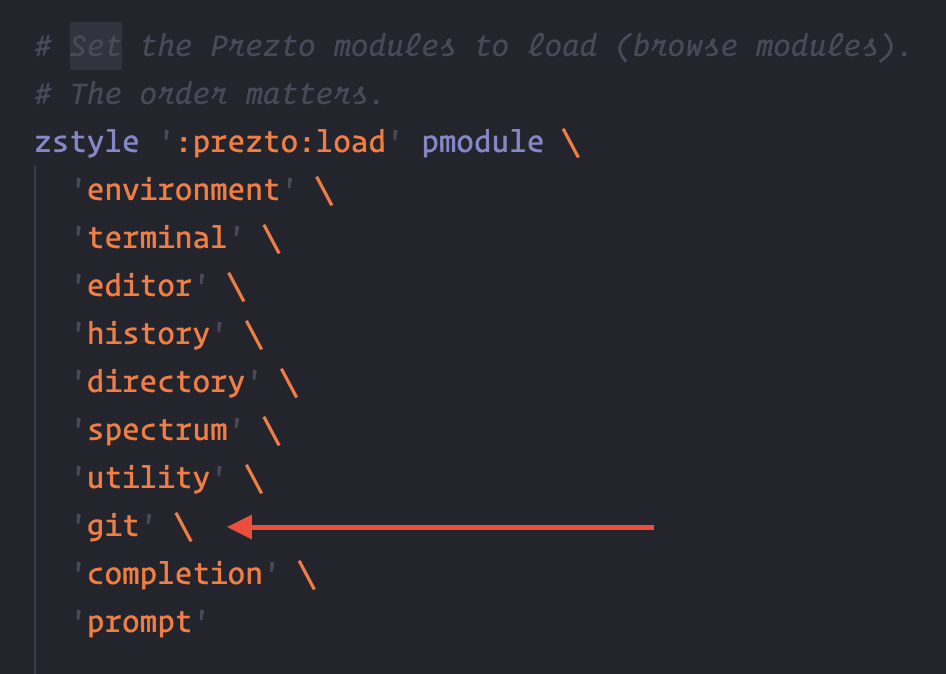 # Set the Prezto modules to load (browse modules).
# The order matters.
zstyle ':prezto:load' pmodule \
'environment' \
'terminal' \
'editor' \
'history' \
'directory' \
'spectrum' \
'utility' \
'git' \
'completion' \
'prompt'